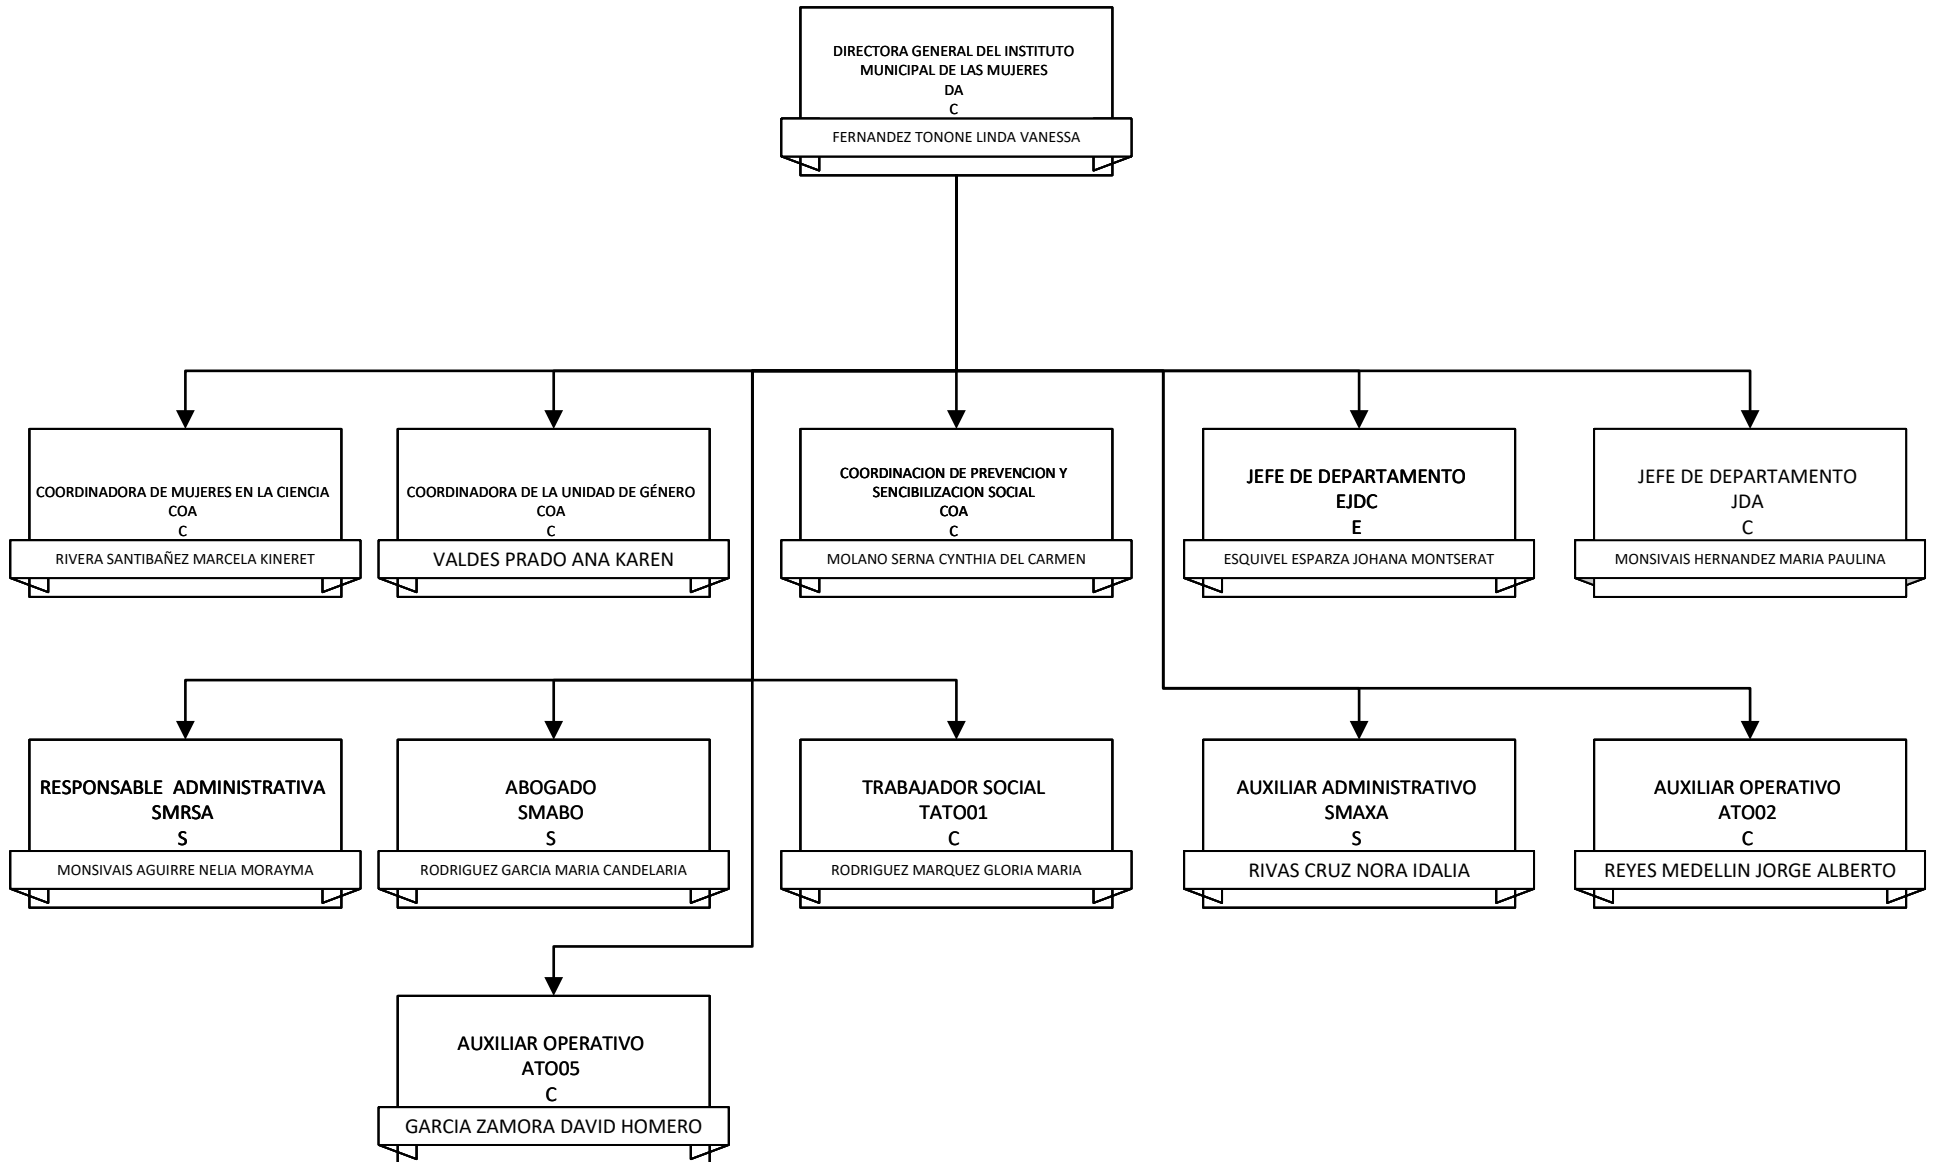 DIRECTORA GENERAL DEL INSTITUTO
MUNICIPAL DE LAS MUJERES
DA
C
FERNANDEZ TONONE LINDA VANESSA
COORDINADORA DE MUJERES EN LA CIENCIA
COA
C
RIVERA SANTIBAÑEZ MARCELA KINERET
COORDINADORA DE LA UNIDAD DE GÉNERO
COA
C
VALDES PRADO ANA KAREN
COORDINACION DE PREVENCION Y
SENCIBILIZACION SOCIAL
COA
C
MOLANO SERNA CYNTHIA DEL CARMEN
JEFE DE DEPARTAMENTO
EJDC
E
ESQUIVEL ESPARZA JOHANA MONTSERAT
JEFE DE DEPARTAMENTO
JDA
C
MONSIVAIS HERNANDEZ MARIA PAULINA
RESPONSABLE  ADMINISTRATIVA
SMRSA
S
MONSIVAIS AGUIRRE NELIA MORAYMA
ABOGADO
SMABO
S
RODRIGUEZ GARCIA MARIA CANDELARIA
TRABAJADOR SOCIAL
TATO01
C
RODRIGUEZ MARQUEZ GLORIA MARIA
AUXILIAR ADMINISTRATIVO
SMAXA
S
RIVAS CRUZ NORA IDALIA
AUXILIAR OPERATIVO
ATO02
C
REYES MEDELLIN JORGE ALBERTO
AUXILIAR OPERATIVO
ATO05
C
GARCIA ZAMORA DAVID HOMERO